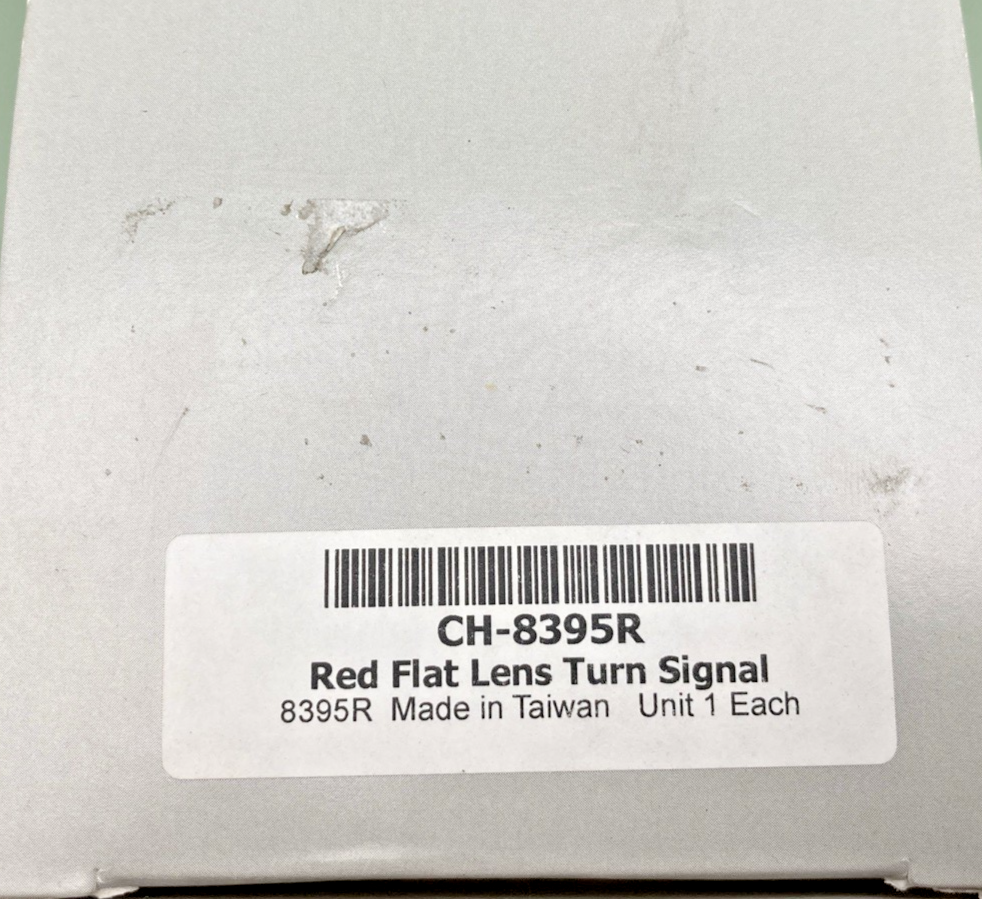 CH-8395R
Red Flat Lens Turn Signal
8395R Made in Taiwan Unit 1 Each